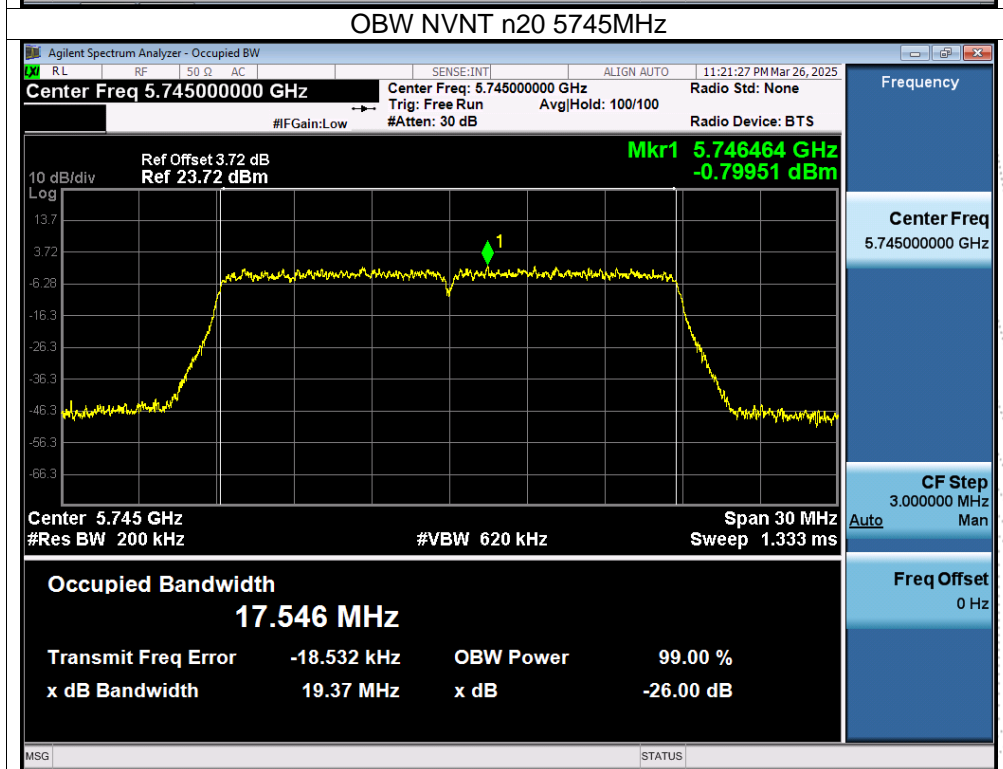 OBW NVNT n20 5745MHz
Agilent Spectrum Analyzer - Occupied BW
LXI RL RF 50 Ω AC SENSE:INT ALIGN AUTO 11:21:27 PM Mar 26, 2025
Center Freq 5.745000000 GHz Center Freq: 5.745000000 GHz Radio Std: None
Trig: Free Run Avg|Hold: 100/100
#IFGain:Low #Atten: 30 dB Radio Device: BTS
Frequency
Mkr1 5.746464 GHz
-0.79951 dBm
Ref Offset 3.72 dB
10 dB/div Ref 23.72 dBm
Log
13.7
3.72
-6.28
-16.3
-26.3
-36.3
-46.3
-56.3
-66.3
1
Center 5.745 GHz Span 30 MHz
#Res BW 200 kHz #VBW 620 kHz Sweep 1.333 ms
Center Freq
5.745000000 GHz
CF Step
3.000000 MHz
Auto Man
Freq Offset
0 Hz
Occupied Bandwidth
17.546 MHz
Transmit Freq Error -18.532 kHz OBW Power 99.00 %
x dB Bandwidth 19.37 MHz x dB -26.00 dB
MSG STATUS